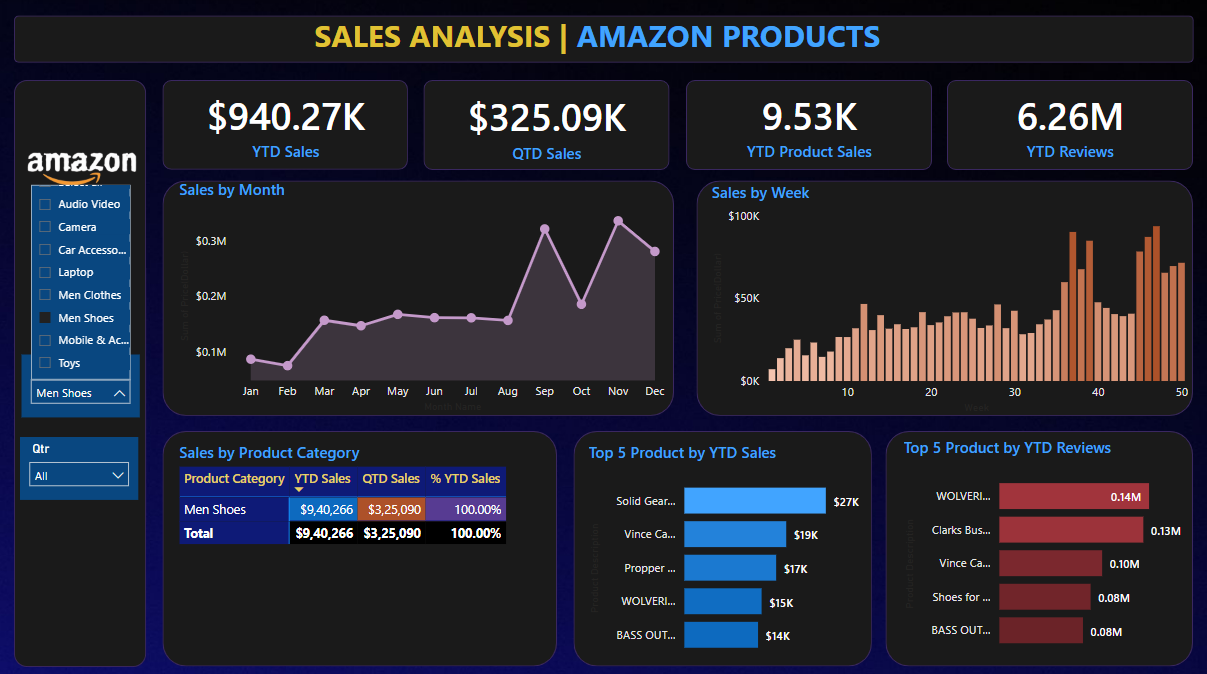 SALES ANALYSIS | AMAZON PRODUCTS
amazon
Audio Video
Camera
Car Accesso...
Laptop
Men Clothes
Men Shoes
Mobile & Ac...
Toys
Men Shoes
Qtr
All
$940.27K
YTD Sales
$325.09K
QTD Sales
9.53K
YTD Product Sales
6.26M
YTD Reviews
Sales by Month
$0.3M
$0.2M
$0.1M
Jan Feb Mar Apr May Jun Jul Aug Sep Oct Nov Dec
Month Name
Sales by Week
$100K
$50K
$0K
10 20 30 40 50
Week
Sales by Product Category
Product Category YTD Sales QTD Sales % YTD Sales
Men Shoes $9,40,266 $3,25,090 100.00%
Total $9,40,266 $3,25,090 100.00%
Top 5 Product by YTD Sales
Product Description
Solid Gear... $27K
Vince Ca... $19K
Propper ... $17K
WOLVERI... $15K
BASS OUT... $14K
Top 5 Product by YTD Reviews
Product Description
WOLVERI... 0.14M
Clarks Bus... 0.13M
Vince Ca... 0.10M
Shoes for ... 0.08M
BASS OUT... 0.08M